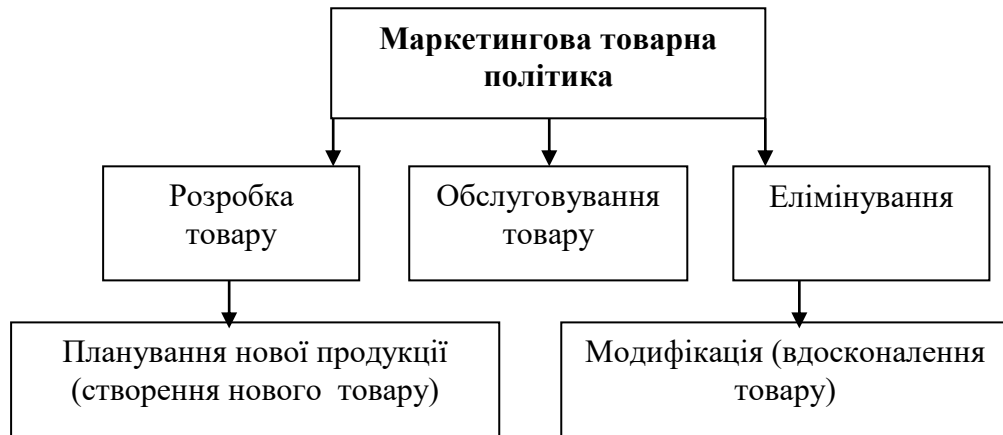 Маркетингова товарна
політика
Розробка
товару
Обслуговування
товару
Елімінування
Планування нової продукції
(створення нового товару)
Модифікація (вдосконалення
товару)